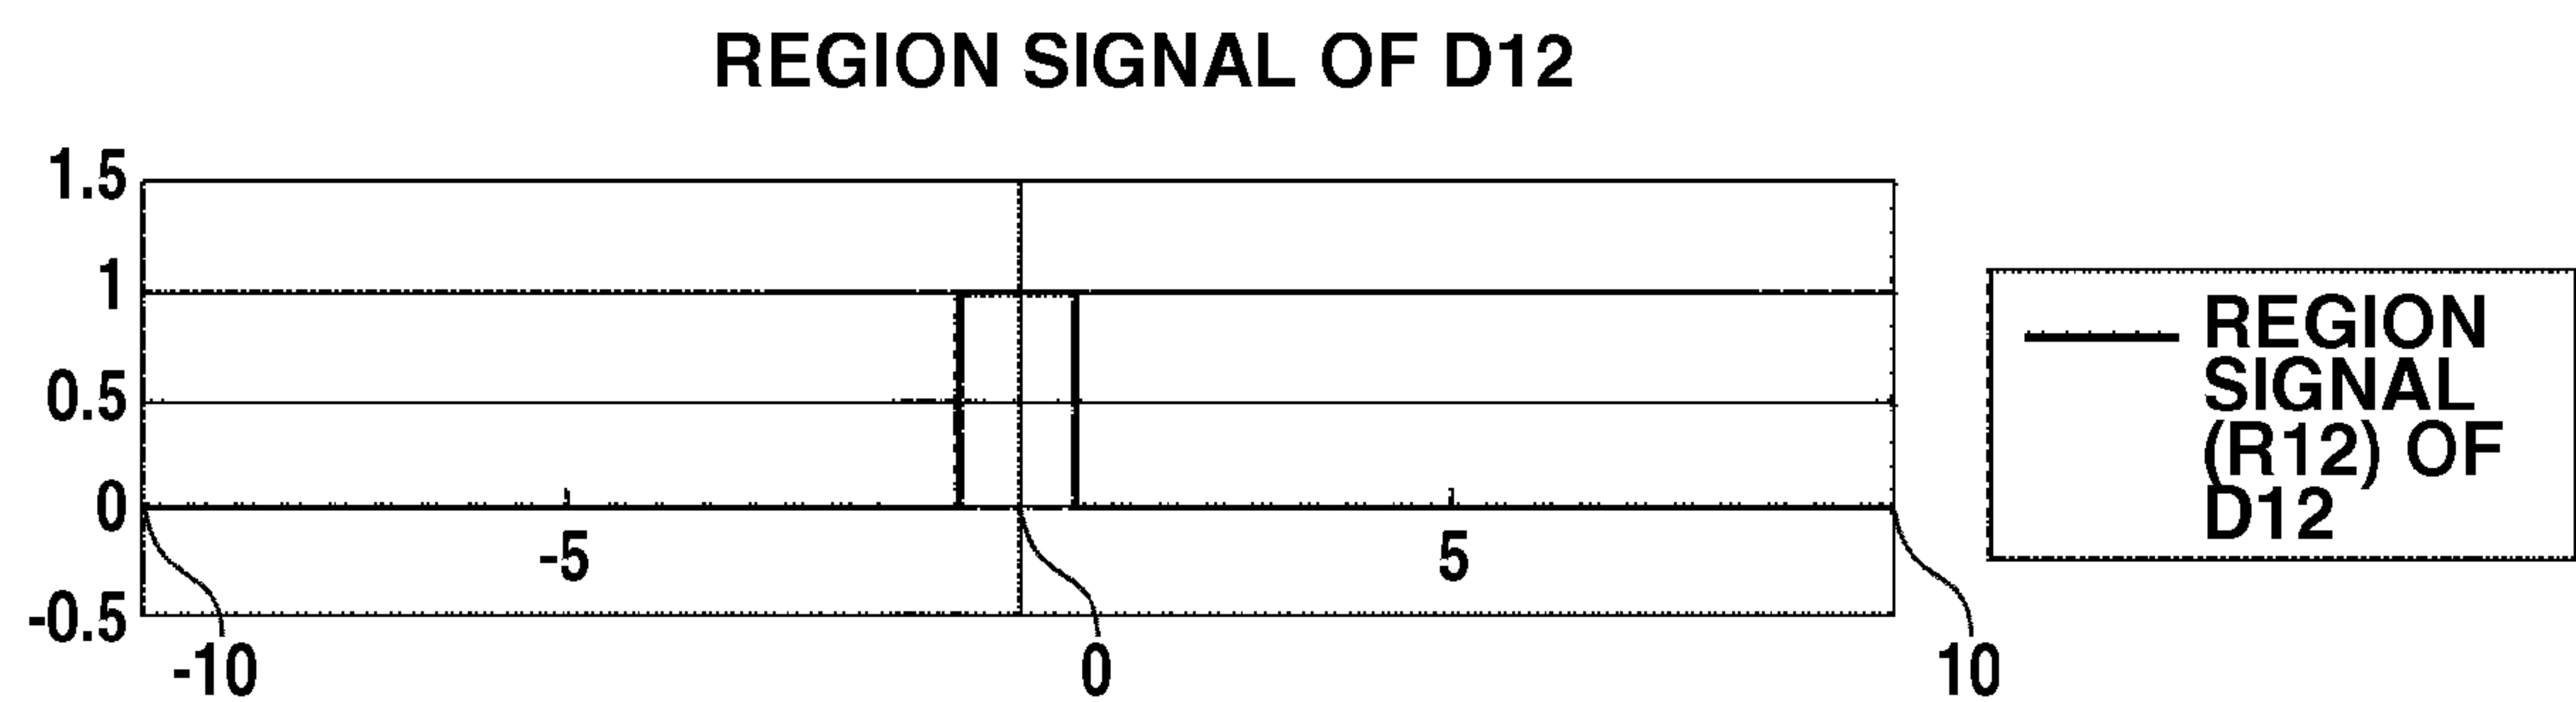 REGION SIGNAL OF D12
1.5
1
0.5
0
-0.5
-5
5
-10
0
10
REGION
SIGNAL
(R12) OF
D12